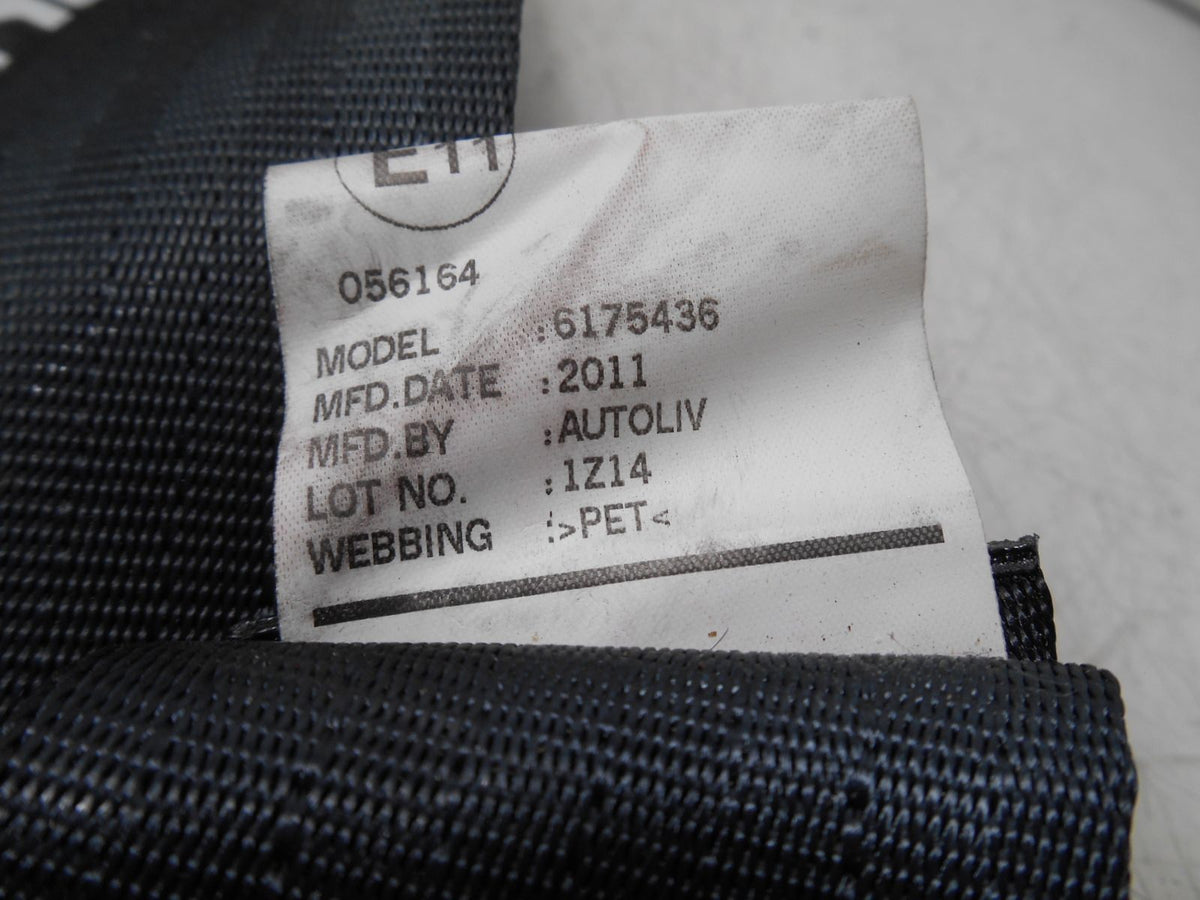 E11
056164
MODEL :6175436
MFD.DATE :2011
MFD.BY :AUTOLIV
LOT NO. :1Z14
WEBBING :>PET<